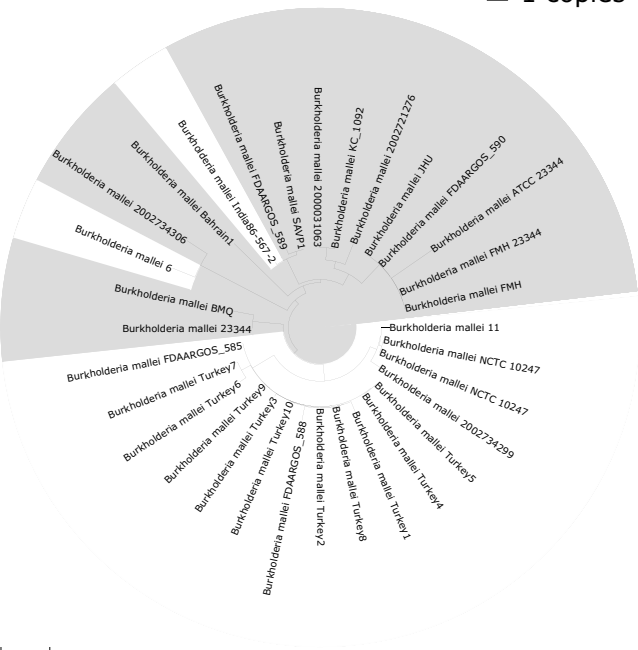 1 copies
Burkholderia mallei FDAARGOS_589
Burkholderia mallei SAVP1
Burkholderia mallei 2000031063
Burkholderia mallei KC_1092
Burkholderia mallei 2002721276
Burkholderia mallei JHU
Burkholderia mallei FDAARGOS_590
Burkholderia mallei ATCC 23344
Burkholderia mallei FMH 23344
Burkholderia mallei FMH
Burkholderia mallei 11
Burkholderia mallei NCTC 10247
Burkholderia mallei NCTC 10247
Burkholderia mallei 2002734299
Burkholderia mallei Turkey5
Burkholderia mallei Turkey4
Burkholderia mallei Turkey1
Burkholderia mallei Turkey8
Burkholderia mallei Turkey2
Burkholderia mallei FDAARGOS_588
Burkholderia mallei Turkey10
Burkholderia mallei Turkey3
Burkholderia mallei Turkey9
Burkholderia mallei Turkey6
Burkholderia mallei Turkey7
Burkholderia mallei FDAARGOS_585
Burkholderia mallei 23344
Burkholderia mallei BMQ
Burkholderia mallei 6
Burkholderia mallei 2002734306
Burkholderia mallei Bahrain1
Burkholderia mallei India86-567-2